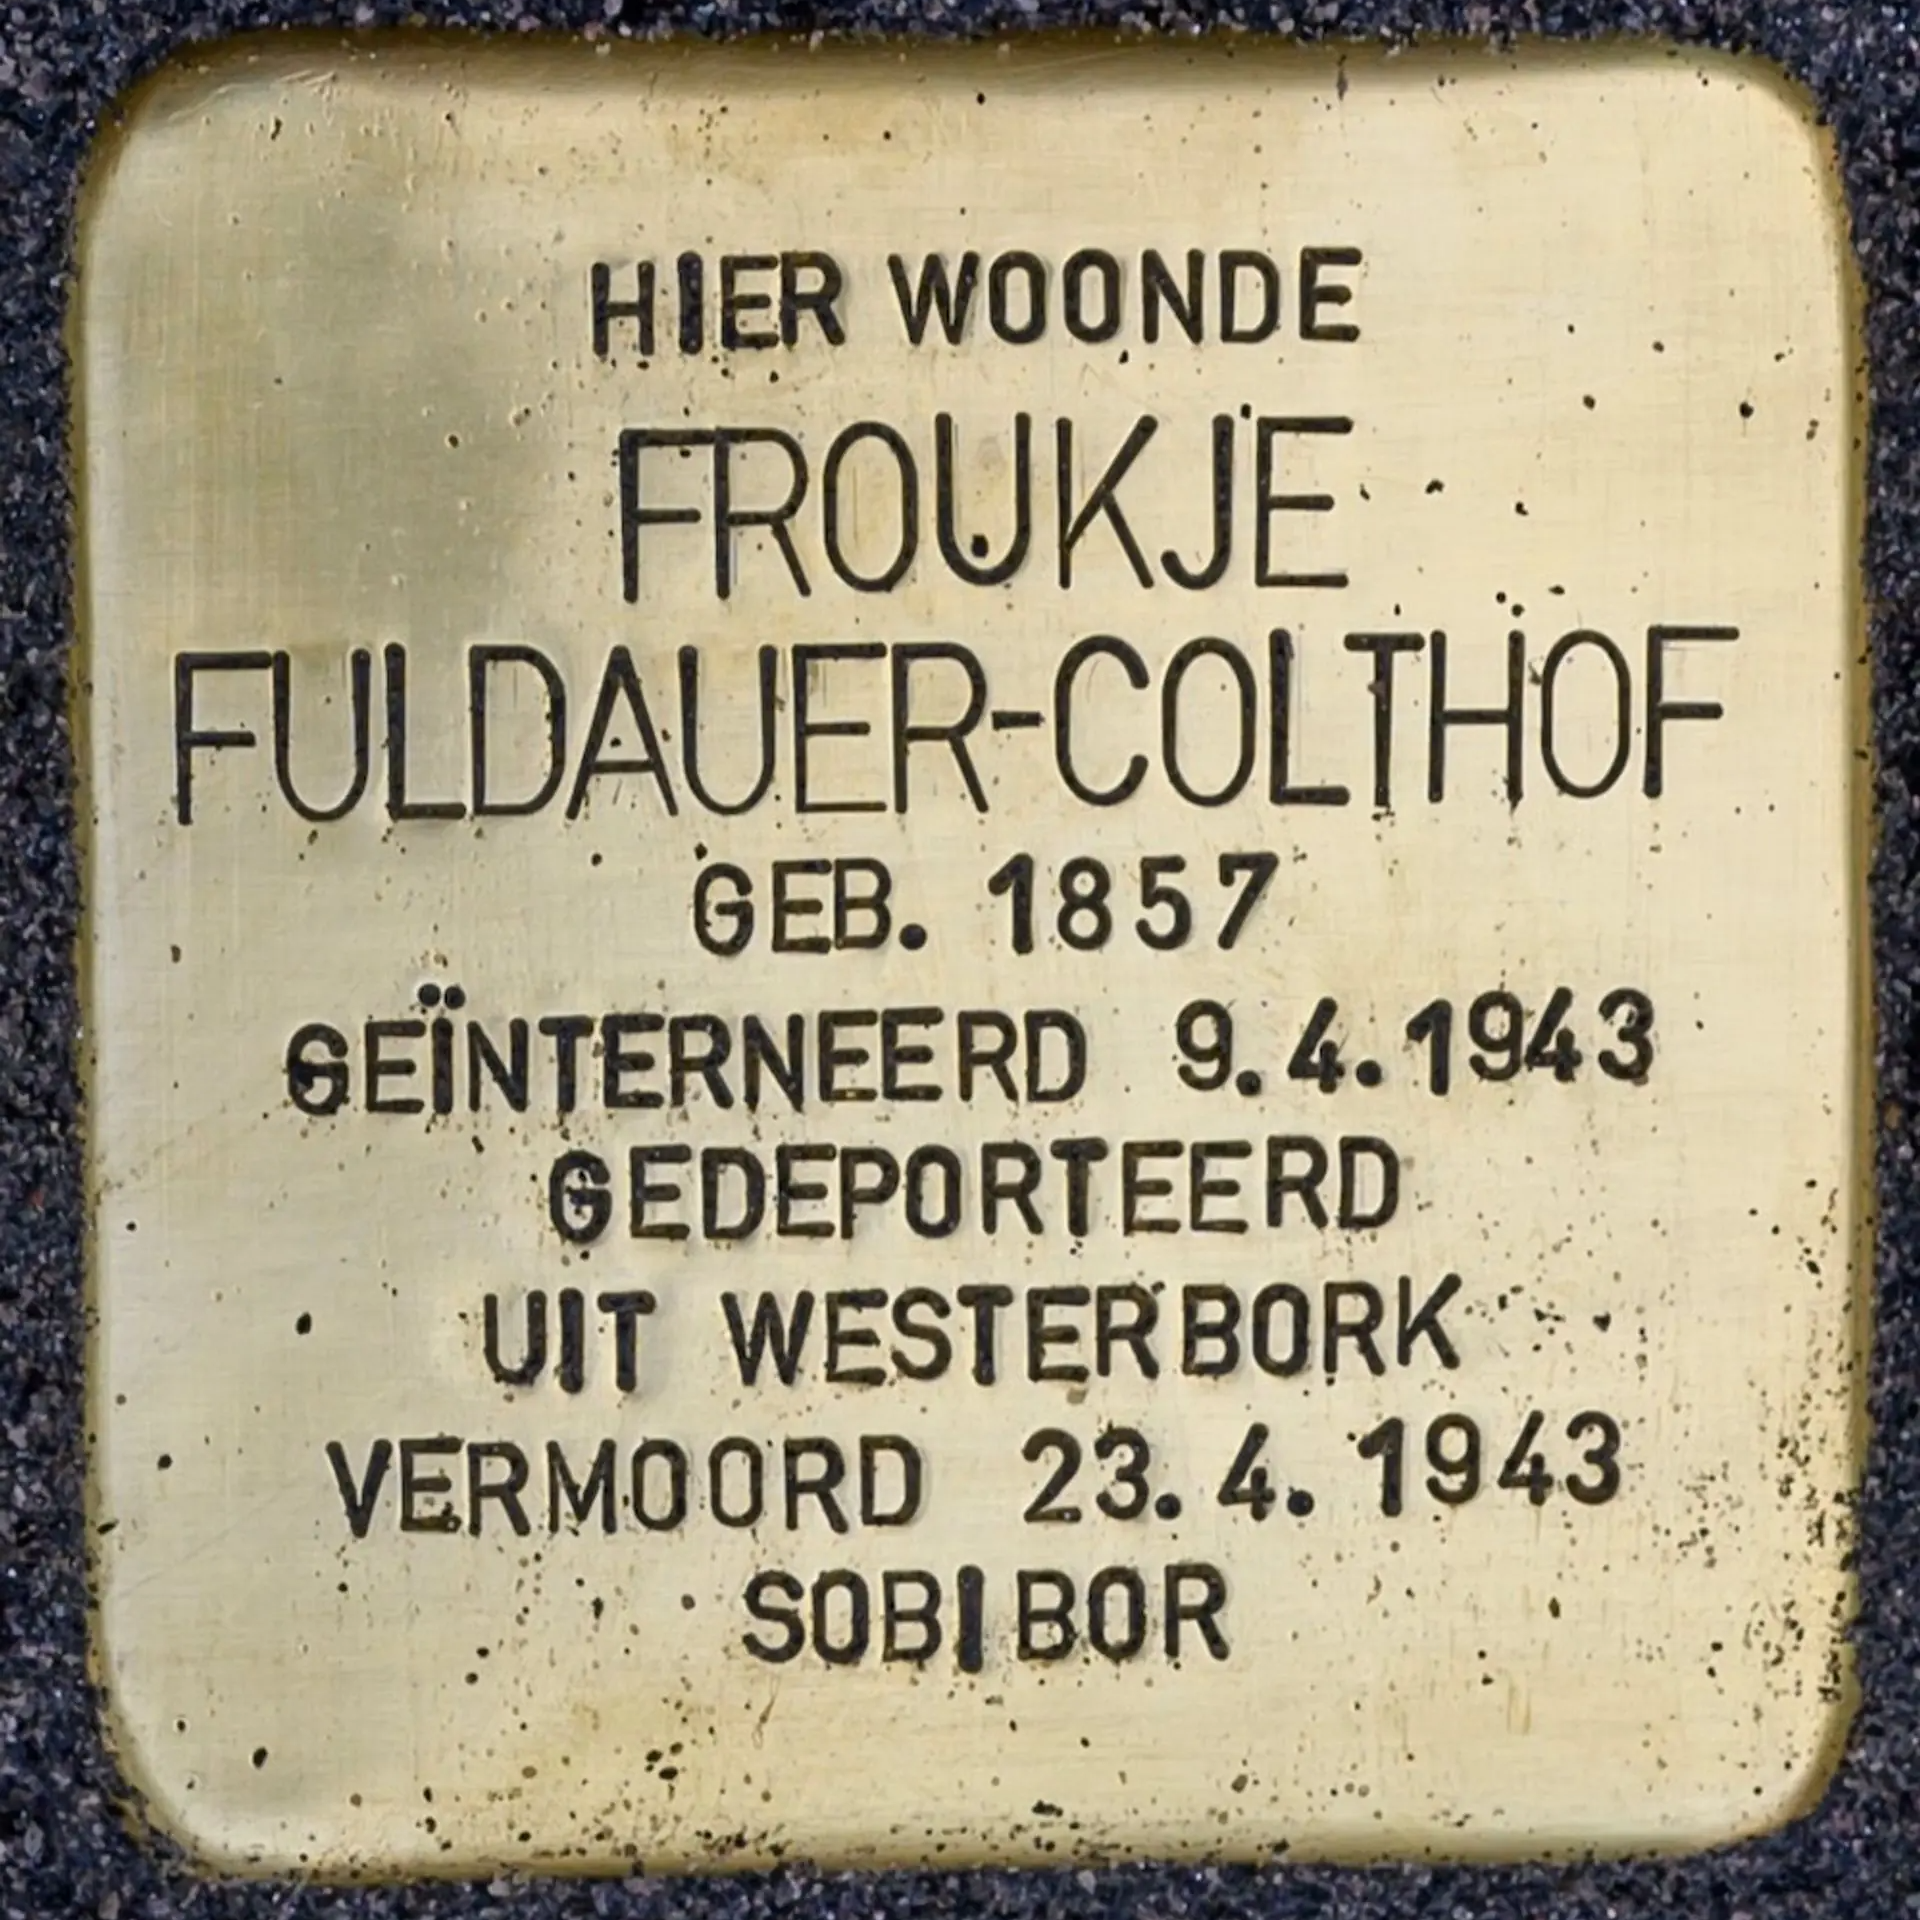 HIER WOONDE
FROUKJE
FULDAUER-COLTHOF
GEB. 1857
GEÏNTERNEERD 9.4.1943
GEDEPORTEERD
UIT WESTERBORK
VERMOORD 23.4.1943
SOBIBOR